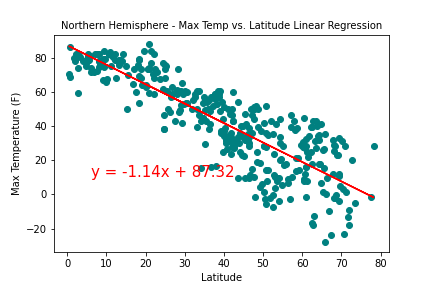 Northern Hemisphere - Max Temp vs. Latitude Linear Regression
Max Temperature (F)
80
60
40
20
0
−20
y = -1.14x + 87.32
0 10 20 30 40 50 60 70 80
Latitude